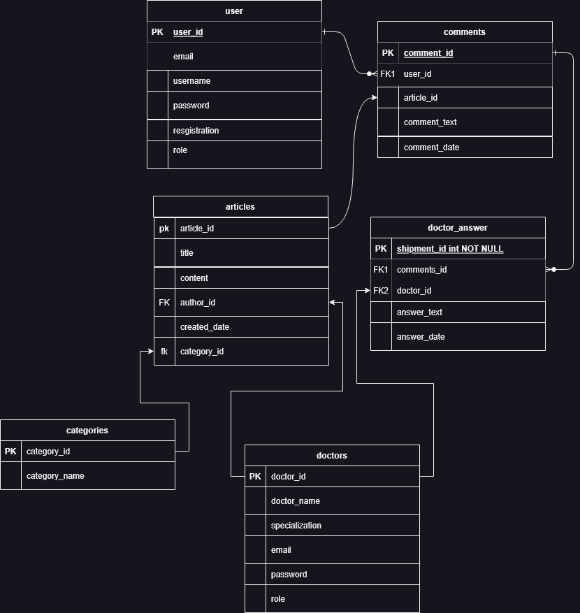 user
PK user_id
email
username
password
resgistration
role
comments
PK comment_id
FK1 user_id
article_id
comment_text
comment_date
articles
pk article_id
title
content
FK author_id
created_date
fk category_id
doctor_answer
PK shipment_id int NOT NULL
FK1 comments_id
FK2 doctor_id
answer_text
answer_date
categories
PK category_id
category_name
doctors
PK doctor_id
doctor_name
specialization
email
password
role